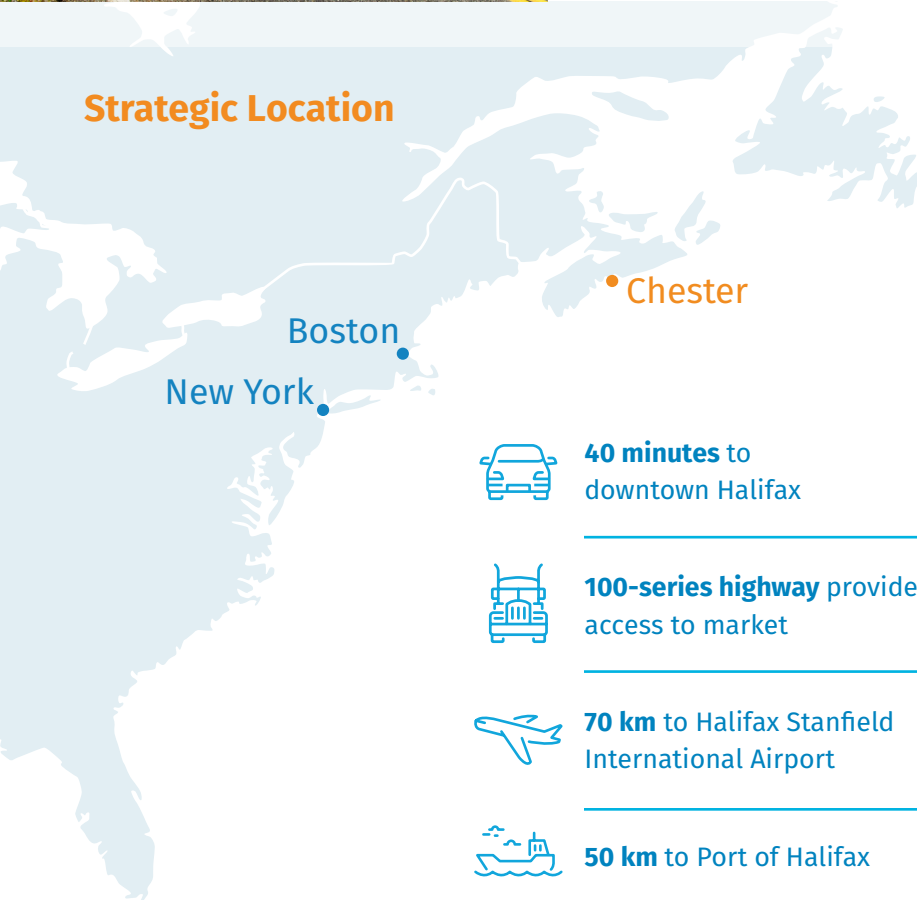 Strategic Location
Chester
Boston
New York
40 minutes to
downtown Halifax
100-series highway provide
access to market
70 km to Halifax Stanfield
International Airport
50 km to Port of Halifax